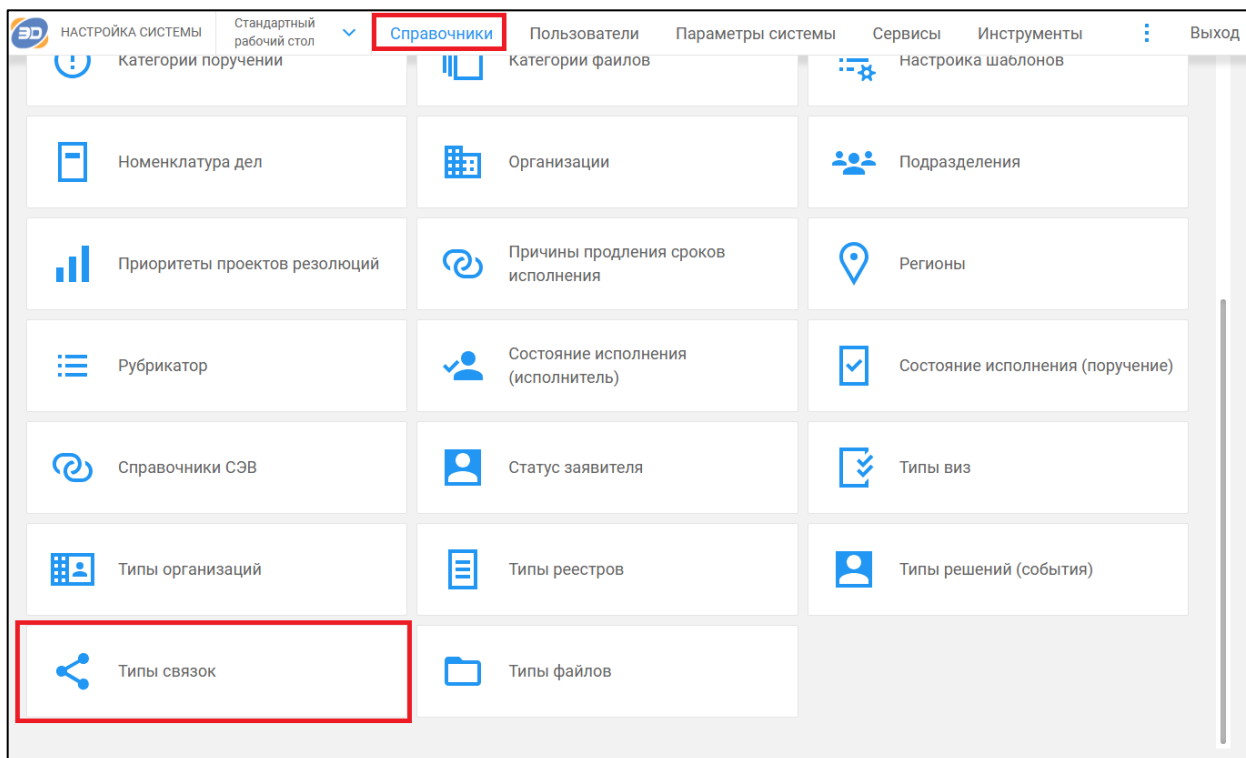 ЭD
НАСТРОЙКА СИСТЕМЫ
Стандартный
рабочий стол
Справочники
Пользователи
Параметры системы
Сервисы
Инструменты
Выход
Категории поручений
Категории файлов
Настройка шаблонов
Номенклатура дел
Организации
Подразделения
Приоритеты проектов резолюций
Причины продления сроков
исполнения
Регионы
Рубрикатор
Состояние исполнения
(исполнитель)
Состояние исполнения (поручение)
Справочники СЭВ
Статус заявителя
Типы виз
Типы организаций
Типы реестров
Типы решений (события)
Типы связок
Типы файлов